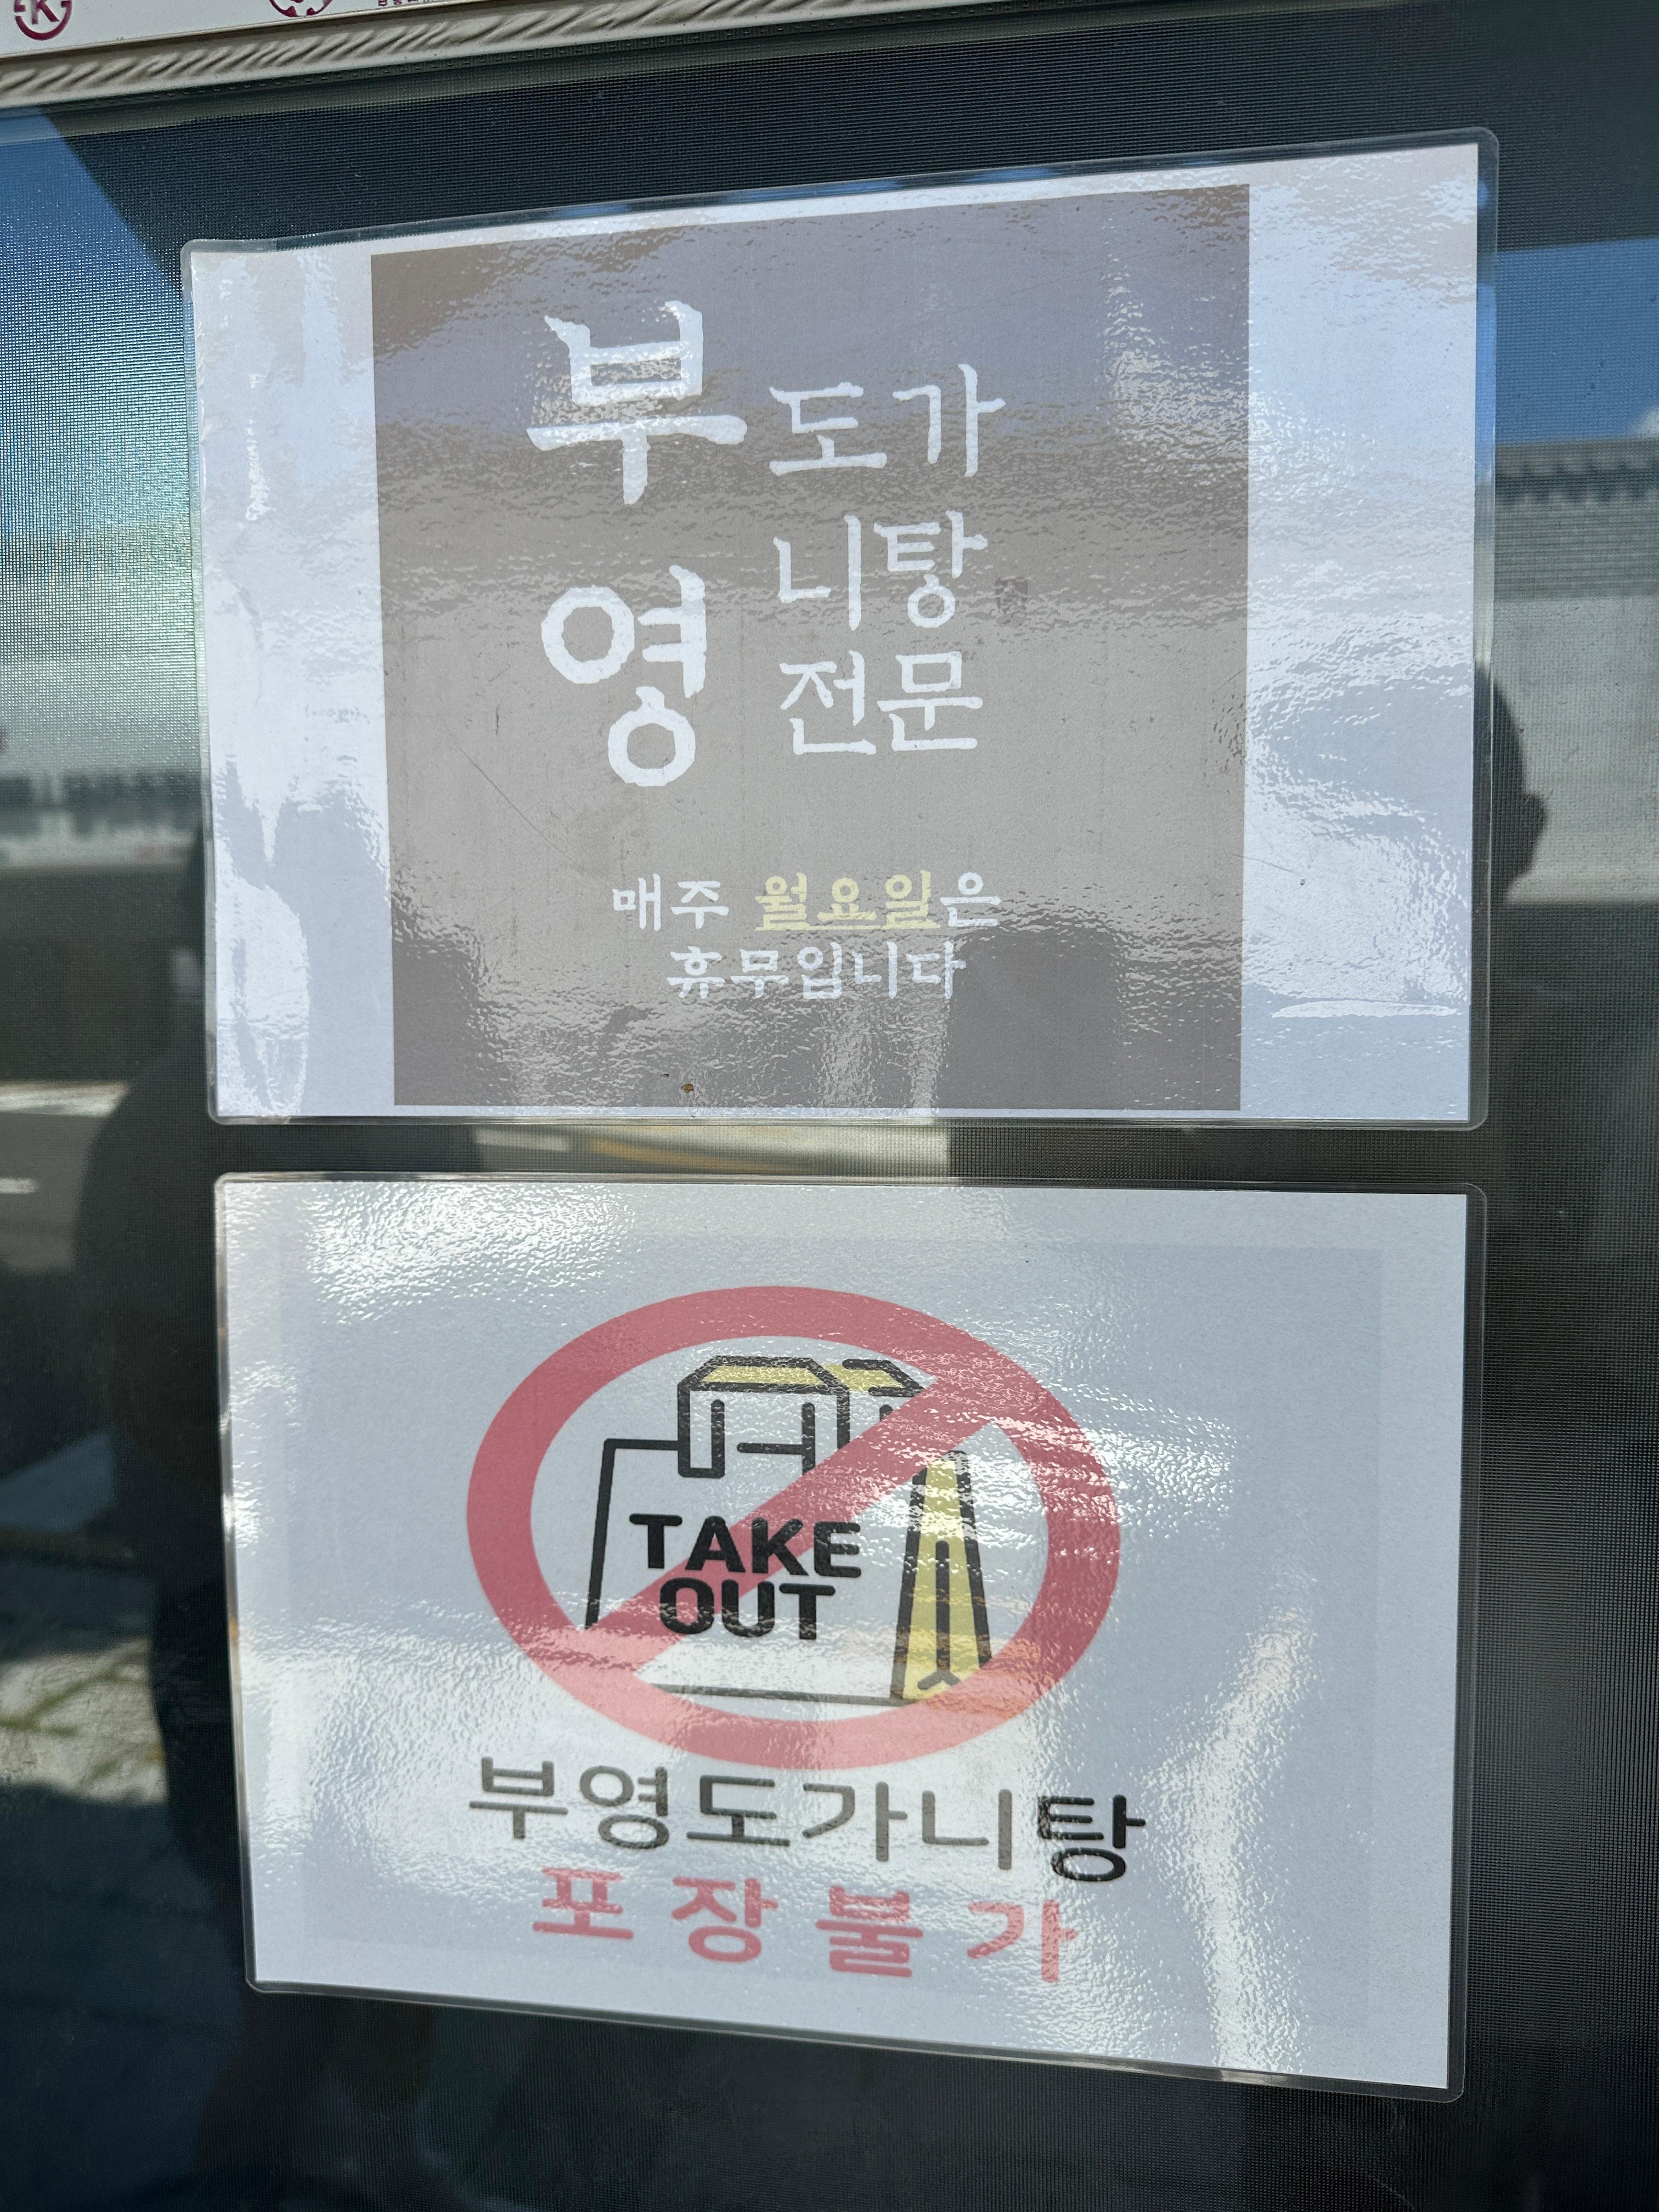 부영
도가
니탕
전문
매주 월요일은
휴무입니다
TAKE
OUT
부영도가니탕
포장불가